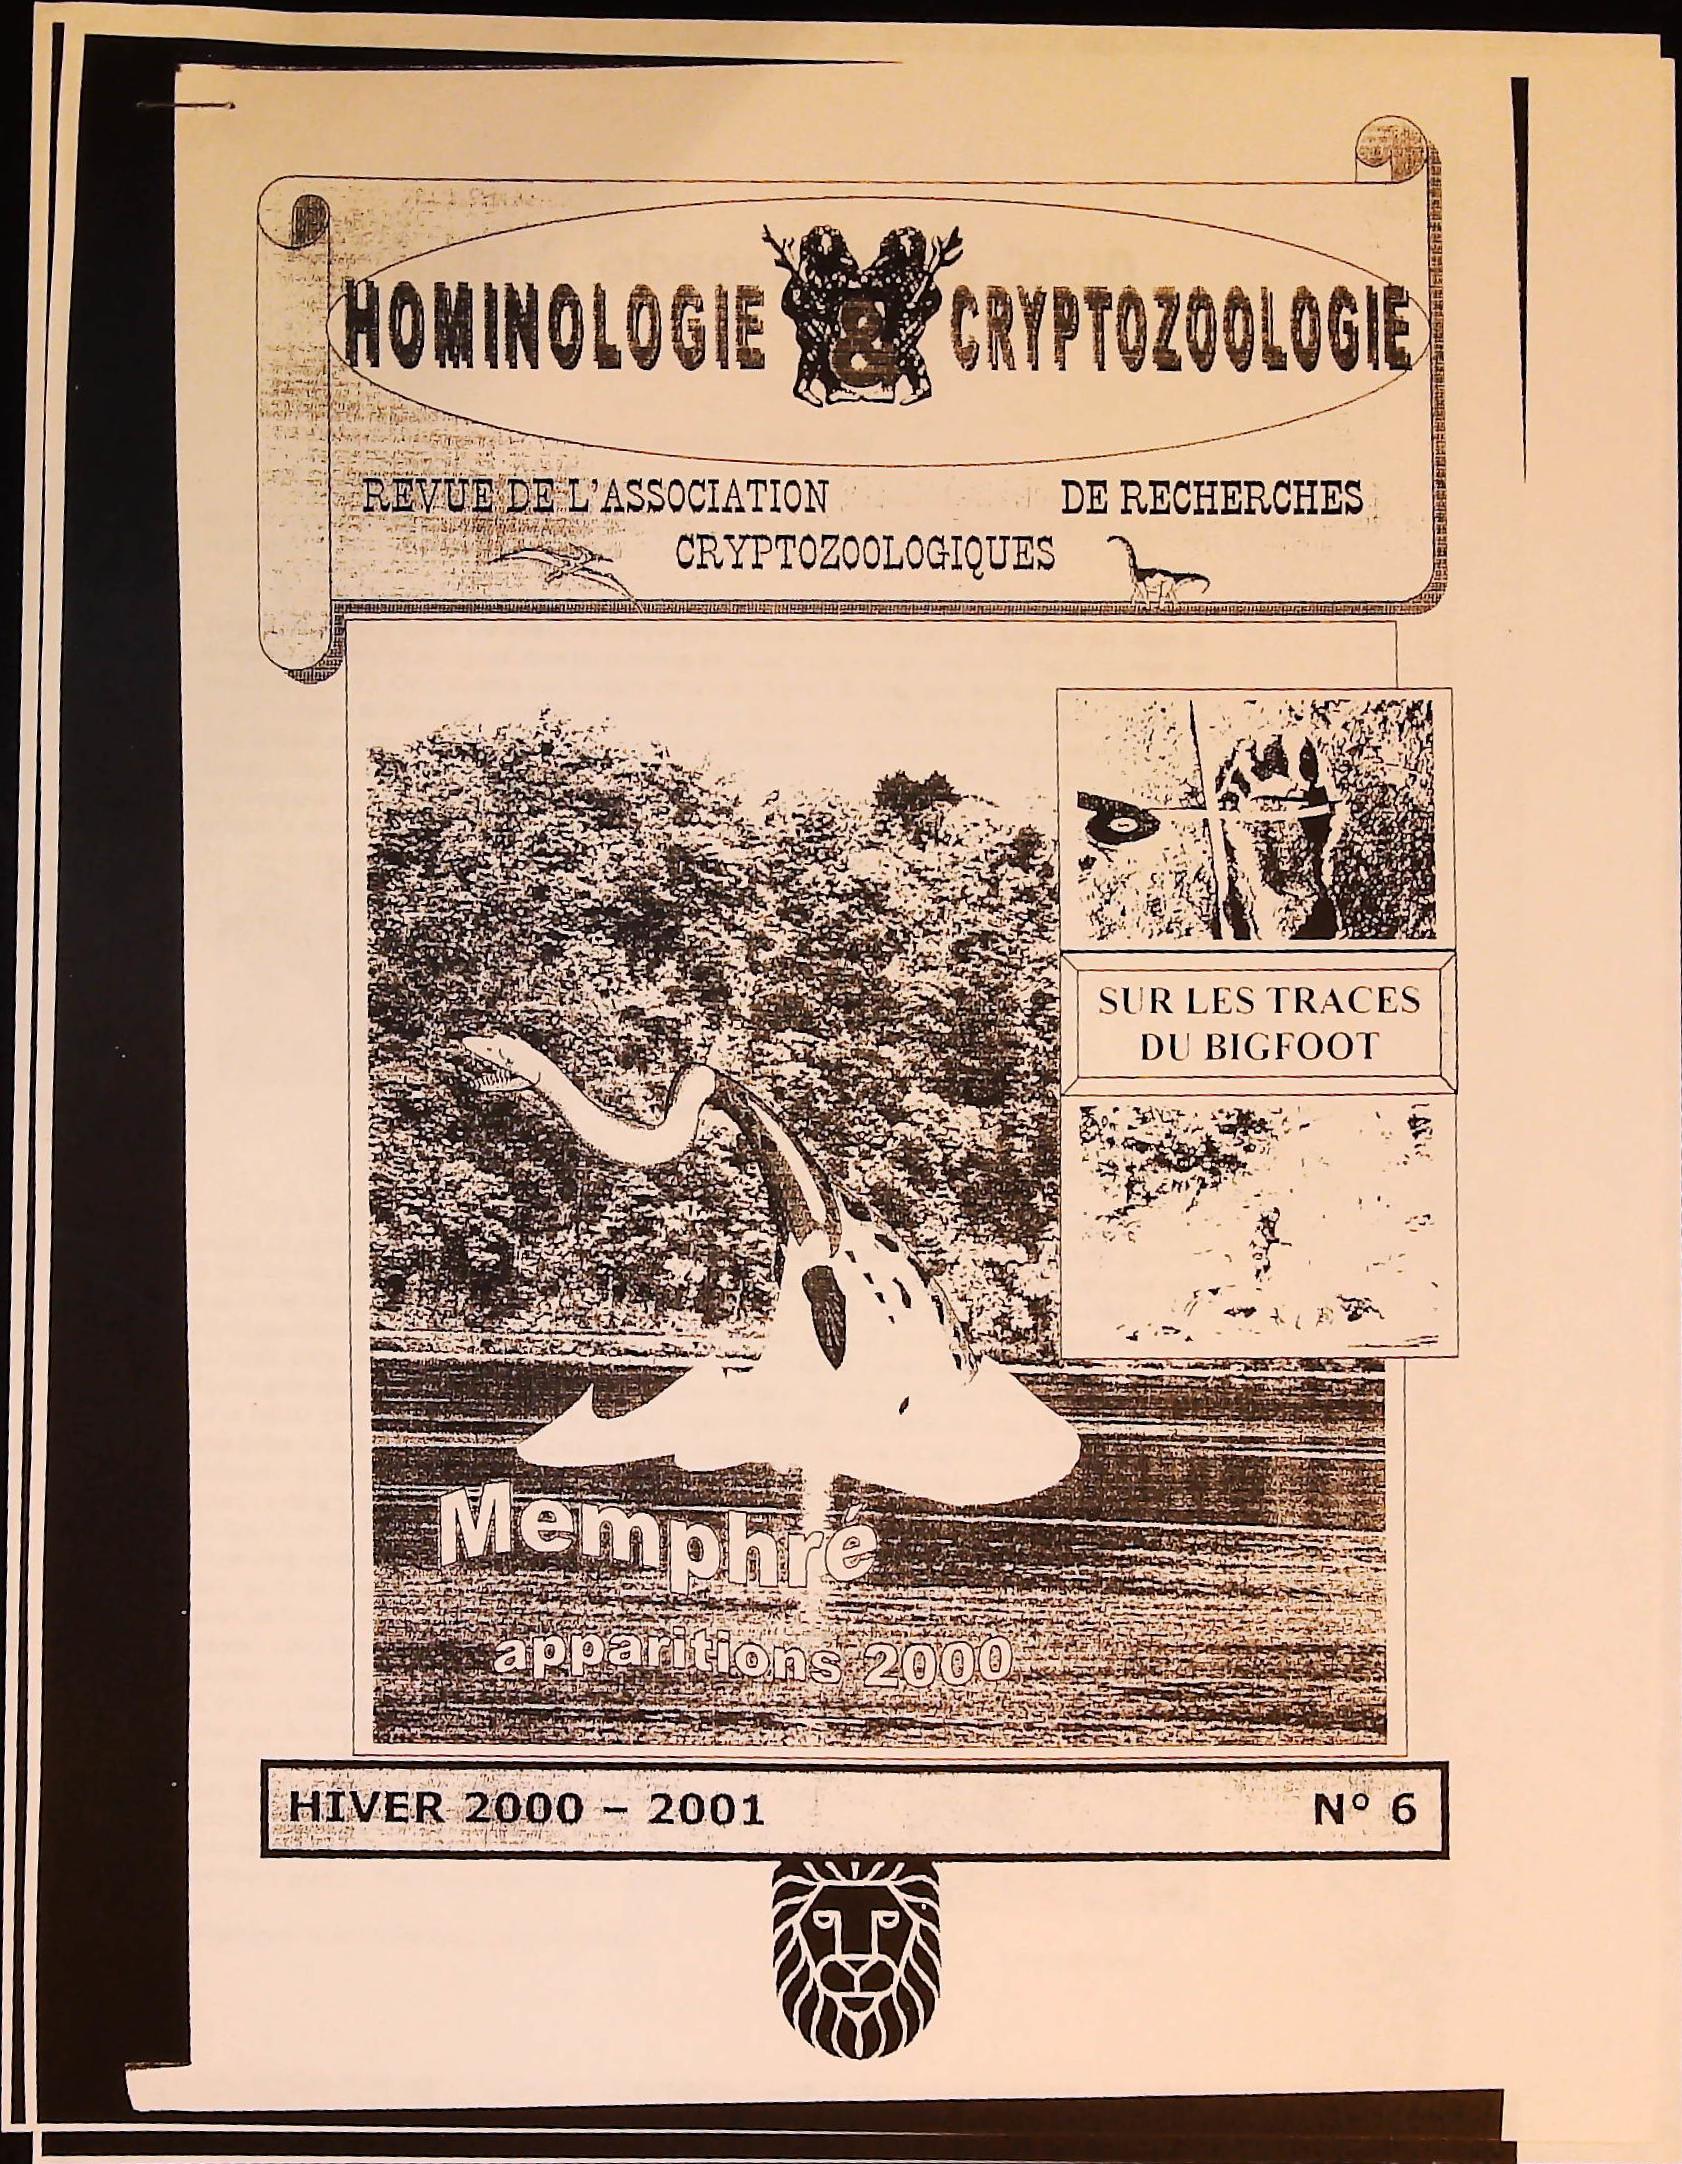 HOMINOLOGIE & CRYPTOZOOLOGIE
REVUE DE L'ASSOCIATION DE RECHERCHES
CRYPTOZOOLOGIQUES
SUR LES TRACES
DU BIGFOOT
Memphré
apparitions 2000
HIVER 2000 – 2001 N° 6